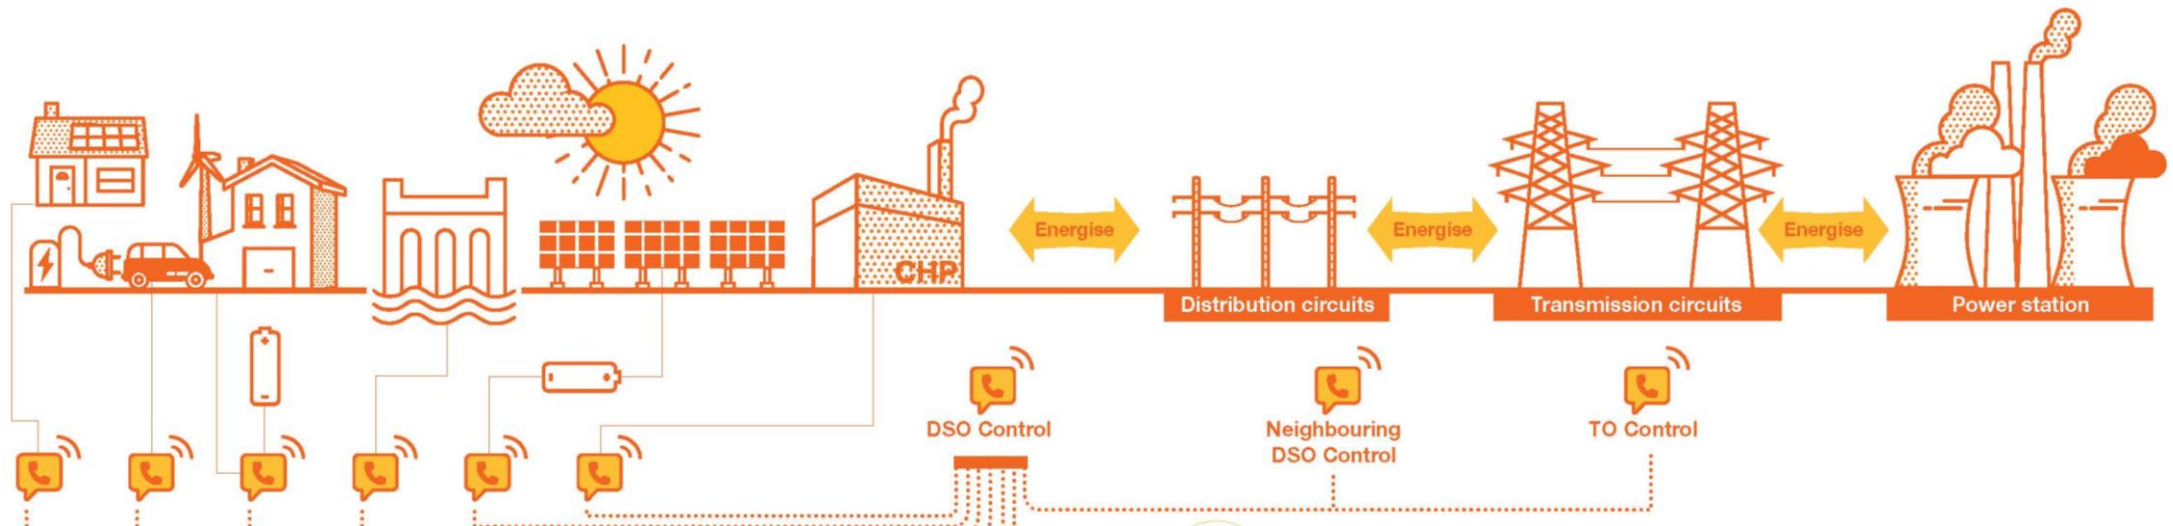 CHP
Energise
Energise
Energise
Distribution circuits
Transmission circuits
Power station
DSO Control
Neighbouring
DSO Control
TO Control